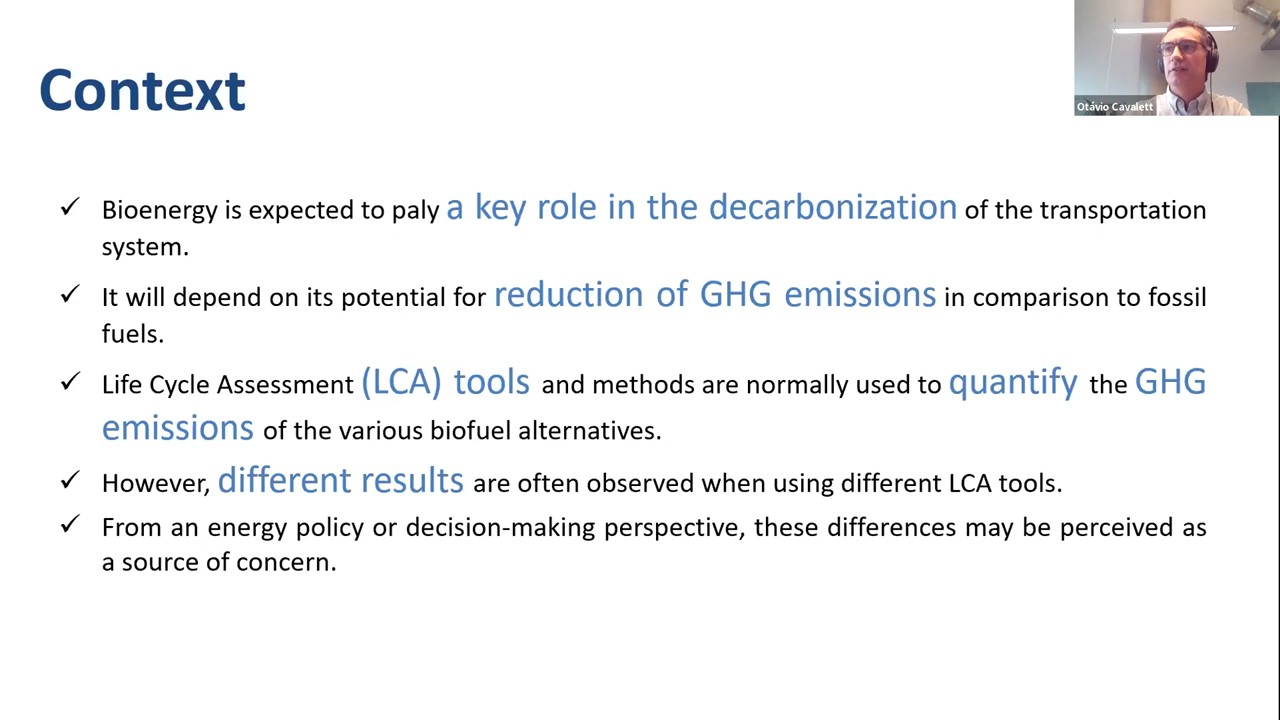 Context
Otávio Cavalett
Bioenergy is expected to paly a key role in the decarbonization of the transportation
system.
It will depend on its potential for reduction of GHG emissions in comparison to fossil
fuels.
Life Cycle Assessment (LCA) tools and methods are normally used to quantify the GHG
emissions of the various biofuel alternatives.
However, different results are often observed when using different LCA tools.
From an energy policy or decision-making perspective, these differences may be perceived as
a source of concern.